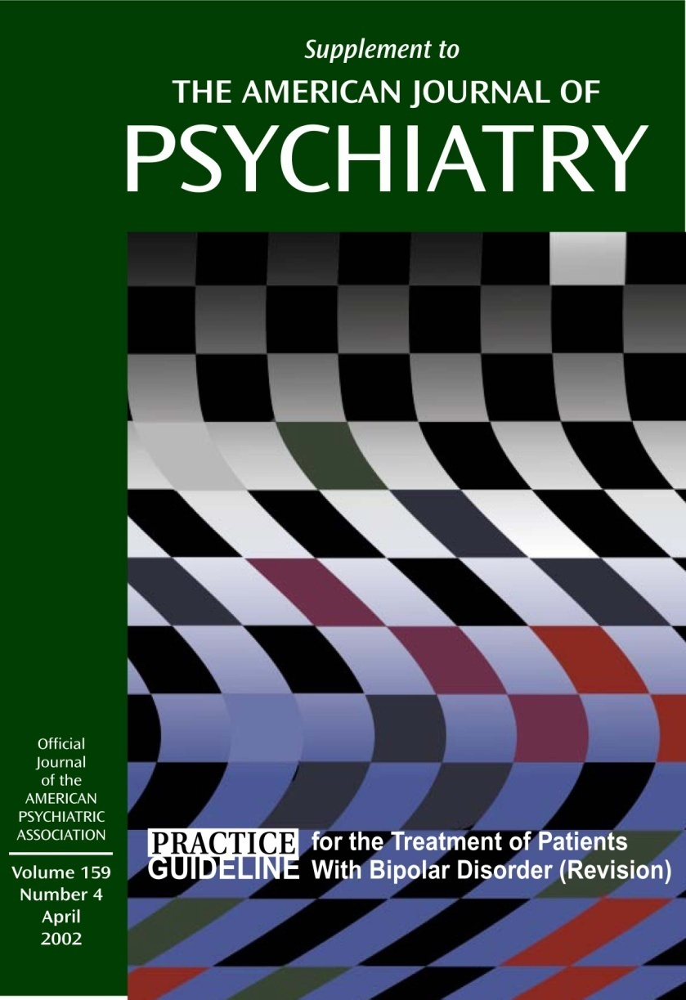 Supplement to
THE AMERICAN JOURNAL OF
PSYCHIATRY
Official
Journal
of the
AMERICAN
PSYCHIATRIC
ASSOCIATION
Volume 159
Number 4
April
2002
PRACTICE
GUIDELINE
for the Treatment of Patients
With Bipolar Disorder (Revision)